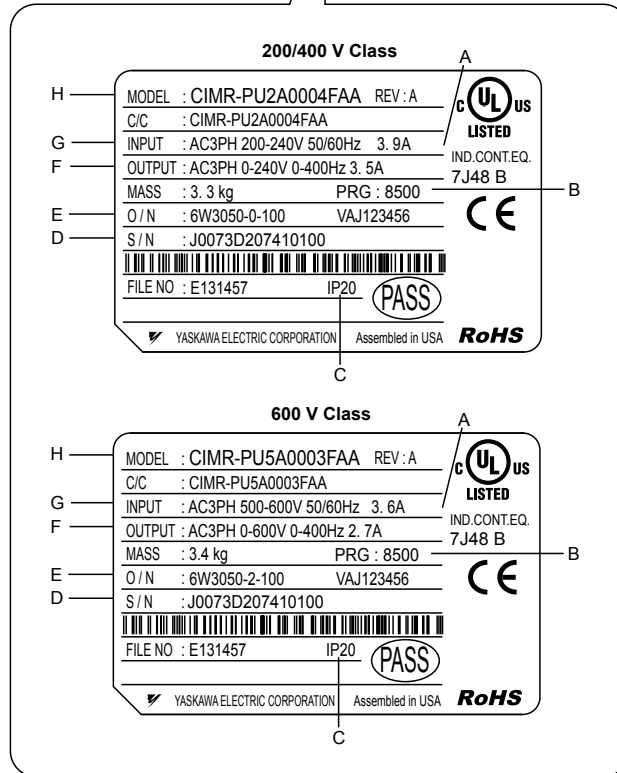 200/400 V Class
A
H
MODEL : CIMR-PU2A0004FAA REV : A
C UL US
LISTED
C/C : CIMR-PU2A0004FAA
G
INPUT : AC3PH 200-240V 50/60Hz 3. 9A
IND.CONT.EQ.
F
OUTPUT : AC3PH 0-240V 0-400Hz 3. 5A
7J48 B
MASS : 3. 3 kg PRG : 8500
B
E
O / N : 6W3050-0-100 VAJ123456
CE
D
S / N : J0073D207410100
FILE NO : E131457 IP20
PASS
YASKAWA ELECTRIC CORPORATION Assembled in USA RoHS
C
600 V Class
A
H
MODEL : CIMR-PU5A0003FAA REV : A
C UL US
LISTED
C/C : CIMR-PU5A0003FAA
G
INPUT : AC3PH 500-600V 50/60Hz 3. 6A
IND.CONT.EQ.
F
OUTPUT : AC3PH 0-600V 0-400Hz 2. 7A
7J48 B
MASS : 3.4 kg PRG : 8500
B
E
O / N : 6W3050-2-100 VAJ123456
CE
D
S / N : J0073D207410100
FILE NO : E131457 IP20
PASS
YASKAWA ELECTRIC CORPORATION Assembled in USA RoHS
C